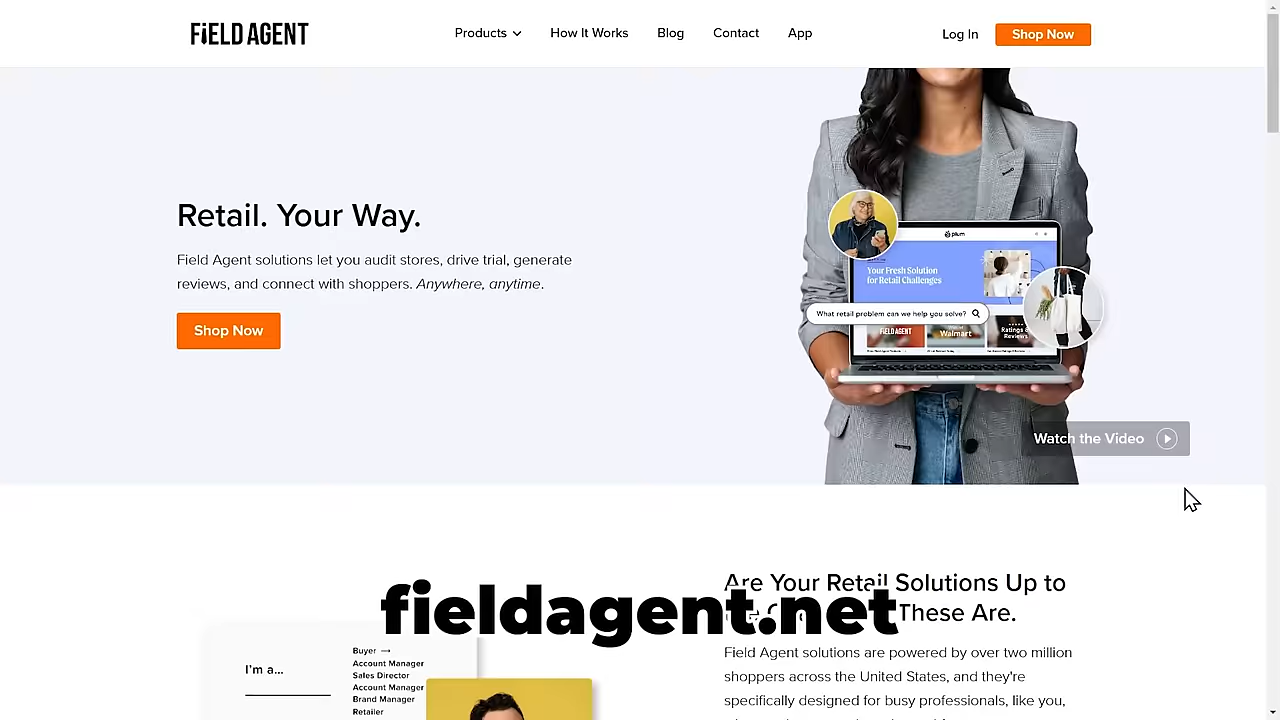 FiELD AGENT
Products
How It Works
Blog
Contact
App
Log In
Shop Now
Retail. Your Way.
Field Agent solutions let you audit stores, drive trial, generate
reviews, and connect with shoppers. Anywhere, anytime.
Shop Now
plum
Your Fresh Solution
for Retail Challenges
What retail problem can we help you solve?
FiELD AGENT
Walmart
Ratings &
Reviews
Watch the Video
Are Your Retail Solutions Up to
These Are.
fieldagent.net
Field Agent solutions are powered by over two million
shoppers across the United States, and they're
specifically designed for busy professionals, like you,
I'm a...
Buyer →
Account Manager
Sales Director
Account Manager
Brand Manager
Retailer